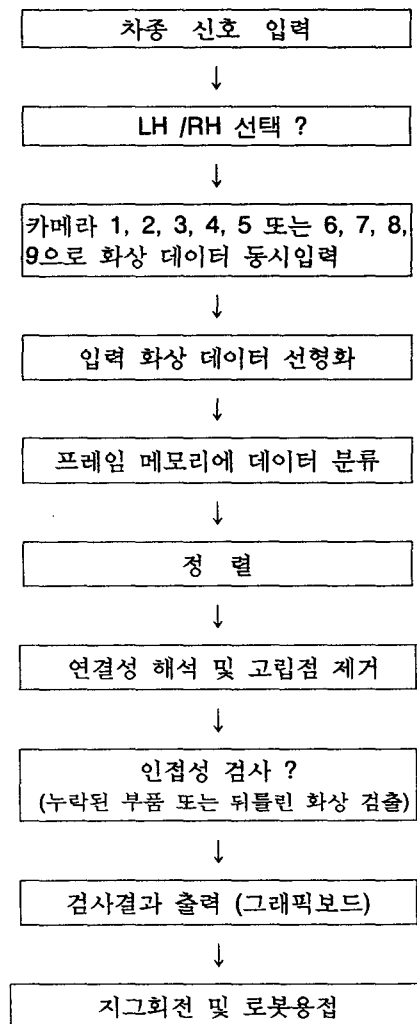 차종 신호 입력
↓
LH /RH 선택 ?
↓
카메라 1, 2, 3, 4, 5 또는 6, 7, 8,
9으로 화상 데이터 동시입력
↓
입력 화상 데이터 선형화
↓
프레임 메모리에 데이터 분류
↓
정 렬
↓
연결성 해석 및 고립점 제거
↓
인접성 검사 ?
(누락된 부품 또는 뒤틀린 화상 검출)
↓
검사결과 출력 (그래픽보드)
↓
지그회전 및 로봇용접